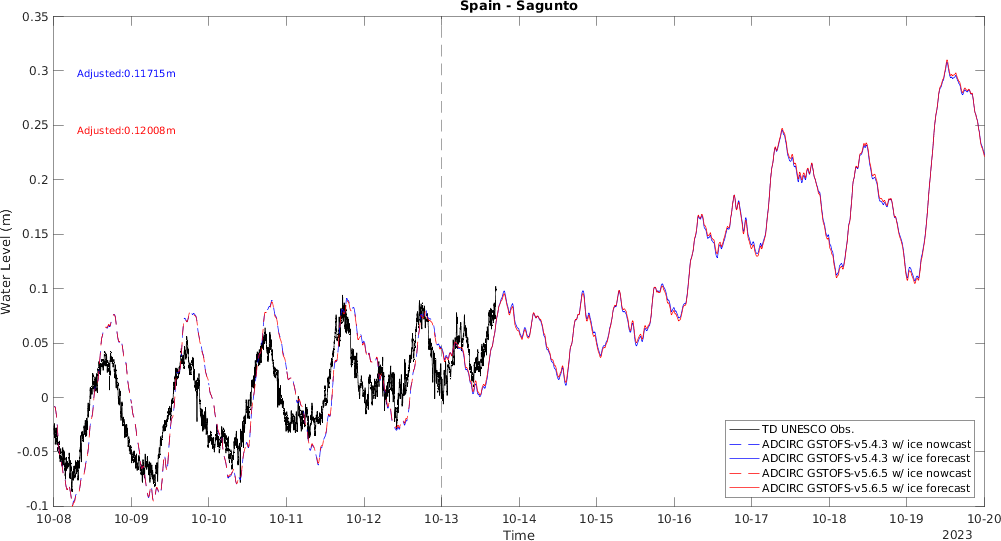 Spain - Sagunto
0.35
0.3
0.25
0.2
0.15
0.1
0.05
0
-0.05
-0.1
Water Level (m)
Adjusted:0.11715m
Adjusted:0.12008m
TD UNESCO Obs.
ADCIRC GSTOFS-v5.4.3 w/ ice nowcast
ADCIRC GSTOFS-v5.4.3 w/ ice forecast
ADCIRC GSTOFS-v5.6.5 w/ ice nowcast
ADCIRC GSTOFS-v5.6.5 w/ ice forecast
10-08 10-09 10-10 10-11 10-12 10-13 10-14 10-15 10-16 10-17 10-18 10-19 10-20
Time
2023